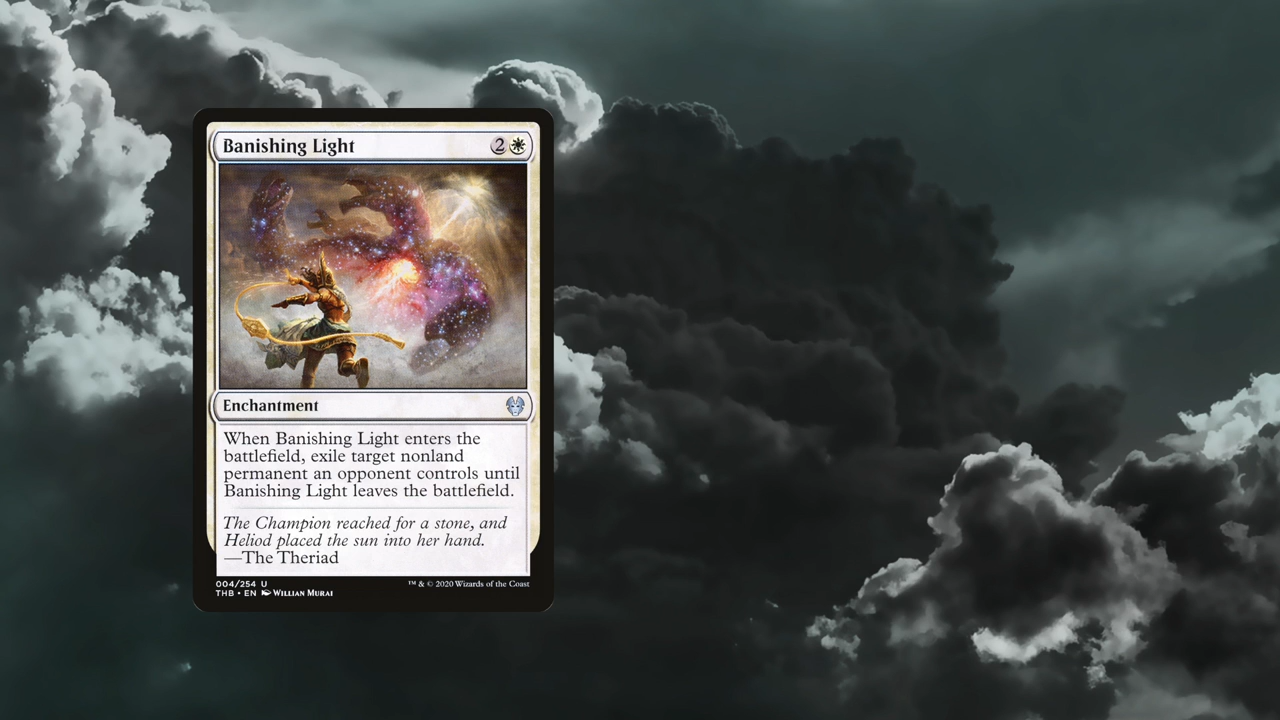 Banishing Light 2
Enchantment
When Banishing Light enters the
battlefield, exile target nonland
permanent an opponent controls until
Banishing Light leaves the battlefield.
The Champion reached for a stone, and
Heliod placed the sun into her hand.
—The Theriad
004/254 U
THB • EN Willian Murai
™ & © 2020 Wizards of the Coast